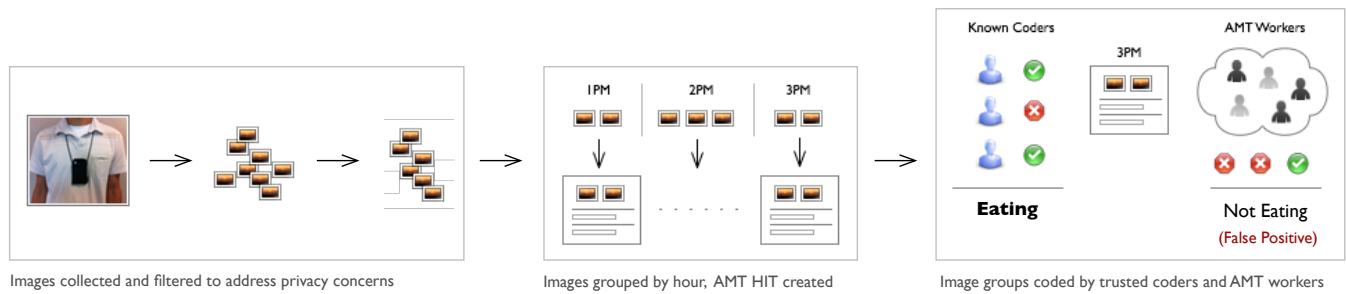 1PM
2PM
3PM
Known Coders
AMT Workers
3PM
Eating
Not Eating
(False Positive)
Images collected and filtered to address privacy concerns
Images grouped by hour, AMT HIT created
Image groups coded by trusted coders and AMT workers